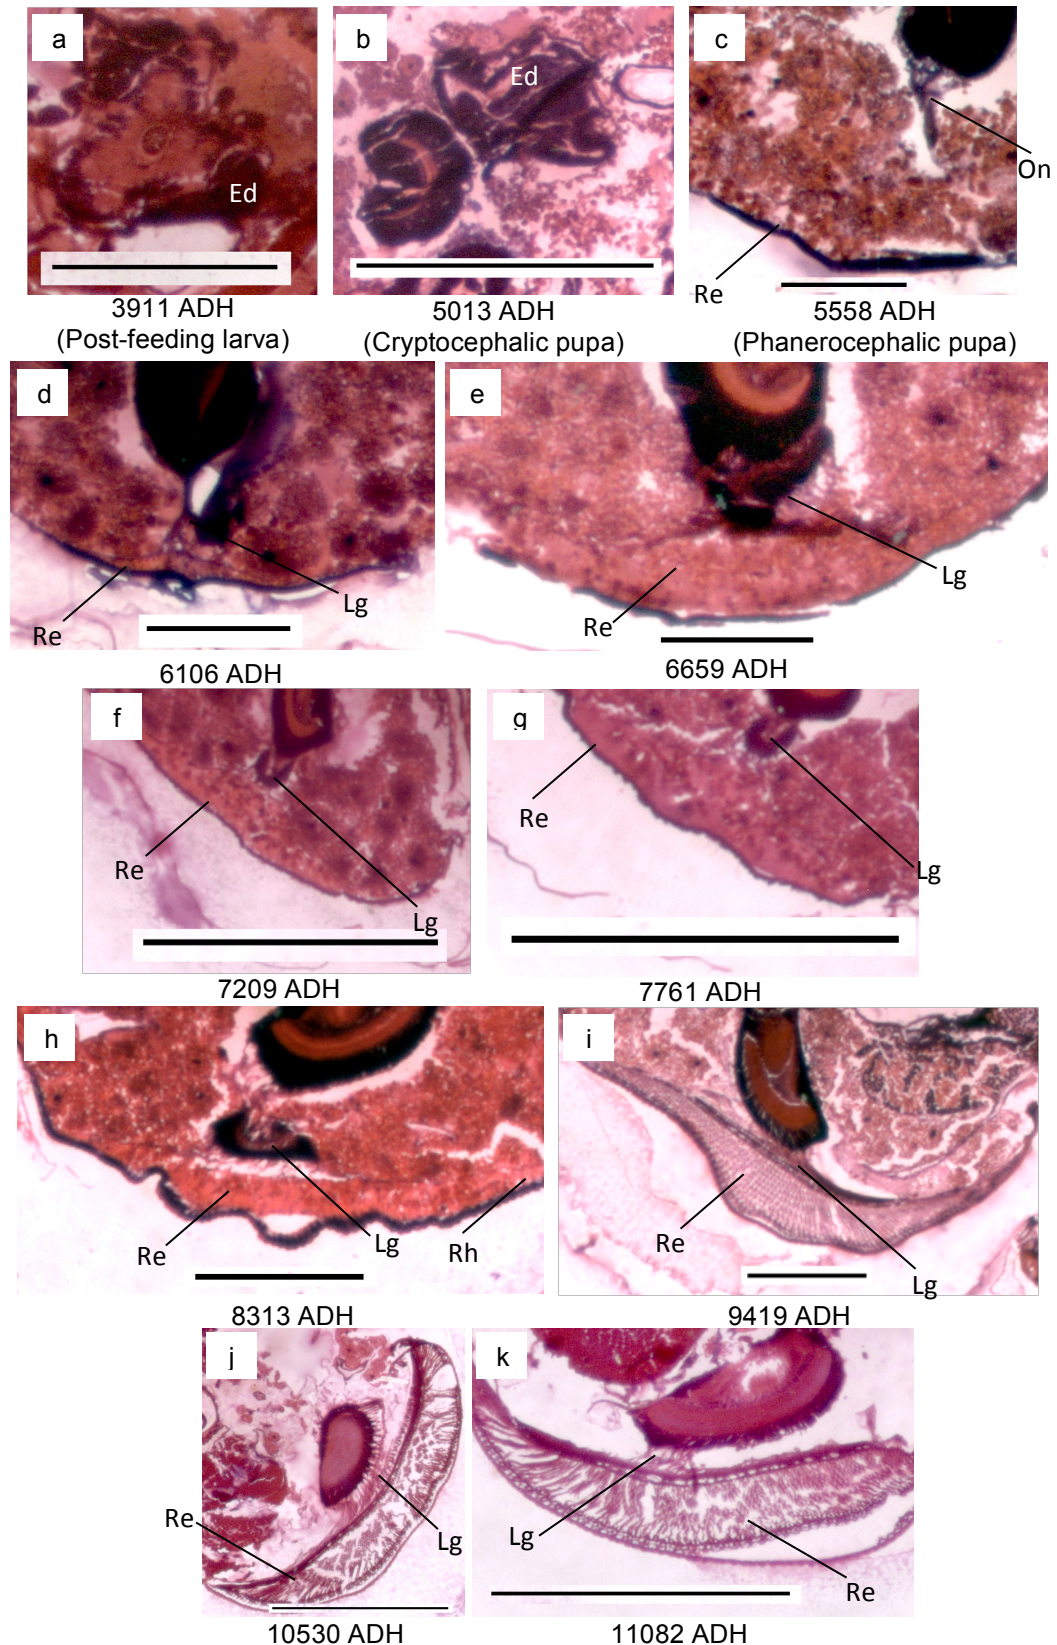 a
b
c
Ed
Ed
On
Re
3911 ADH
(Post-feeding larva)
5013 ADH
(Cryptocephalic pupa)
5558 ADH
(Phanerocephalic pupa)
d
e
Re
Lg
Re
Lg
6106 ADH
6659 ADH
f
g
Re
Lg
Re
Lg
7209 ADH
7761 ADH
h
i
Re
Lg
Rh
Re
Lg
8313 ADH
9419 ADH
j
k
Re
Lg
Lg
Re
10530 ADH
11082 ADH